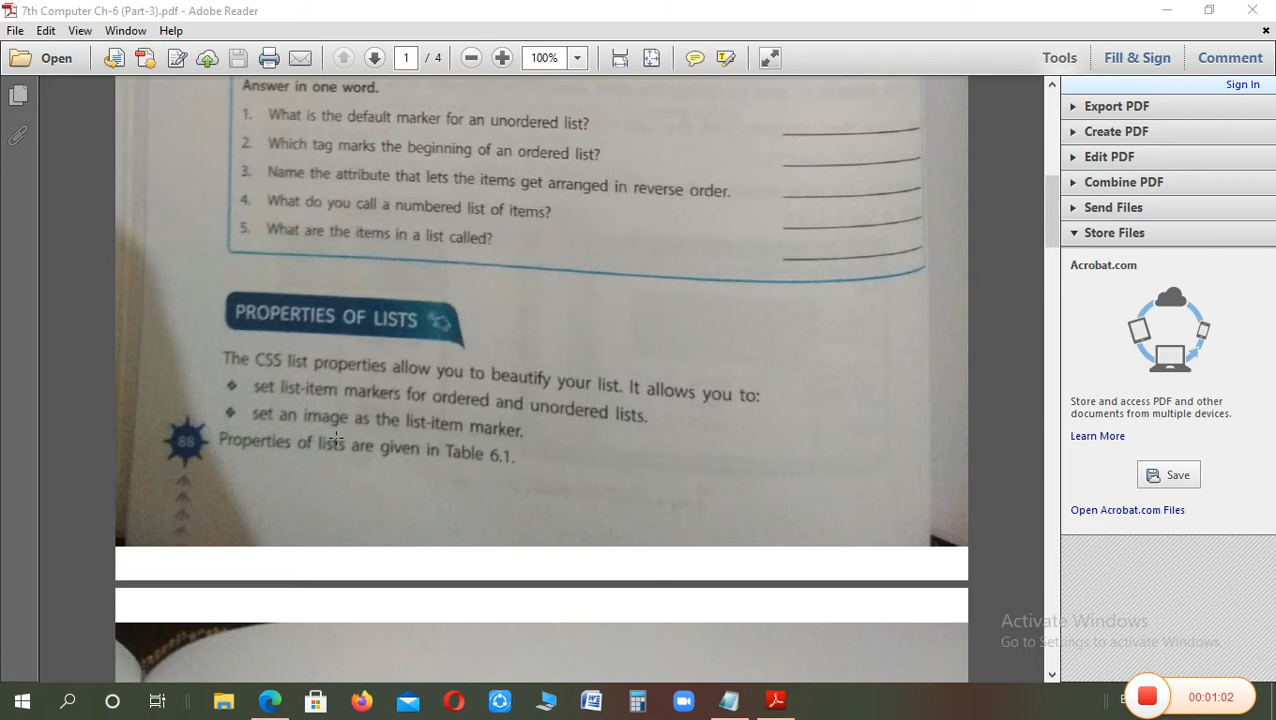 7th Computer Ch-6 (Part-3).pdf - Adobe Reader
File Edit View Window Help
Open 1 / 4 100% Tools Fill & Sign Comment
Sign In
Answer in one word.
1. What is the default marker for an unordered list?
2. Which tag marks the beginning of an ordered list?
3. Name the attribute that lets the items get arranged in reverse order.
4. What do you call a numbered list of items?
5. What are the items in a list called?
PROPERTIES OF LISTS
The CSS list properties allow you to beautify your list. It allows you to:
❖ set list-item markers for ordered and unordered lists.
❖ set an image as the list-item marker.
88 Properties of lists are given in Table 6.1.
Export PDF
Create PDF
Edit PDF
Combine PDF
Send Files
Store Files
Acrobat.com
Store and access PDF and other
documents from multiple devices.
Learn More
Save
Open Acrobat.com Files
Activate Windows
Go to Settings to activate Windows.
00:01:02